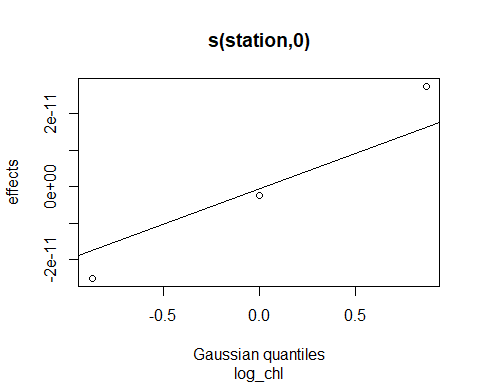 s(station,0)
effects
2e-11
0e+00
-2e-11
-0.5
0.0
0.5
Gaussian quantiles
log_chl